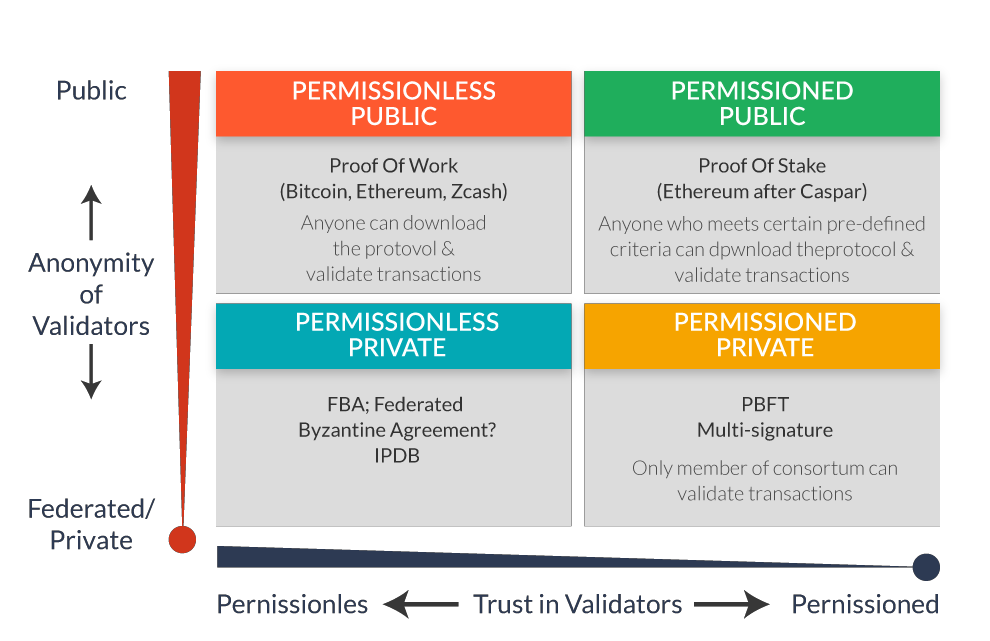 Public
Anonymity
of
Validators
Federated/
Private
PERMISSIONLESS
PUBLIC
Proof Of Work
(Bitcoin, Ethereum, Zcash)
Anyone can download
the protovol &
validate transactions
PERMISSIONED
PUBLIC
Proof Of Stake
(Ethereum after Caspar)
Anyone who meets certain pre-defined
criteria can dpwnload theprotocol &
validate transactions
PERMISSIONLESS
PRIVATE
FBA; Federated
Byzantine Agreement?
IPDB
PERMISSIONED
PRIVATE
PBFT
Multi-signature
Only member of consortum can
validate transactions
Pernissionles
Trust in Validators
Pernissioned